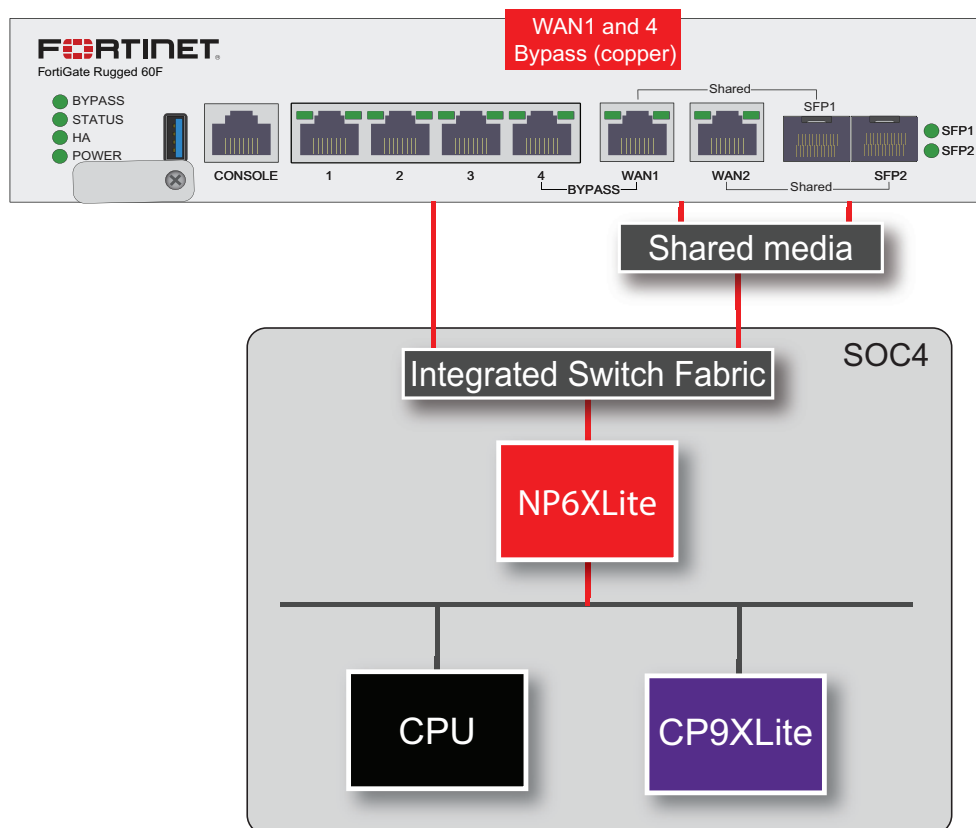 WAN1 and 4
Bypass (copper)
FORTINET
FortiGate Rugged 60F
BYPASS
STATUS
HA
POWER
Shared
SFP1
SFP1
SFP2
CONSOLE
1
2
3
4
BYPASS
WAN1
WAN2
Shared
SFP2
Shared media
SOC4
Integrated Switch Fabric
NP6XLite
CPU
CP9XLite